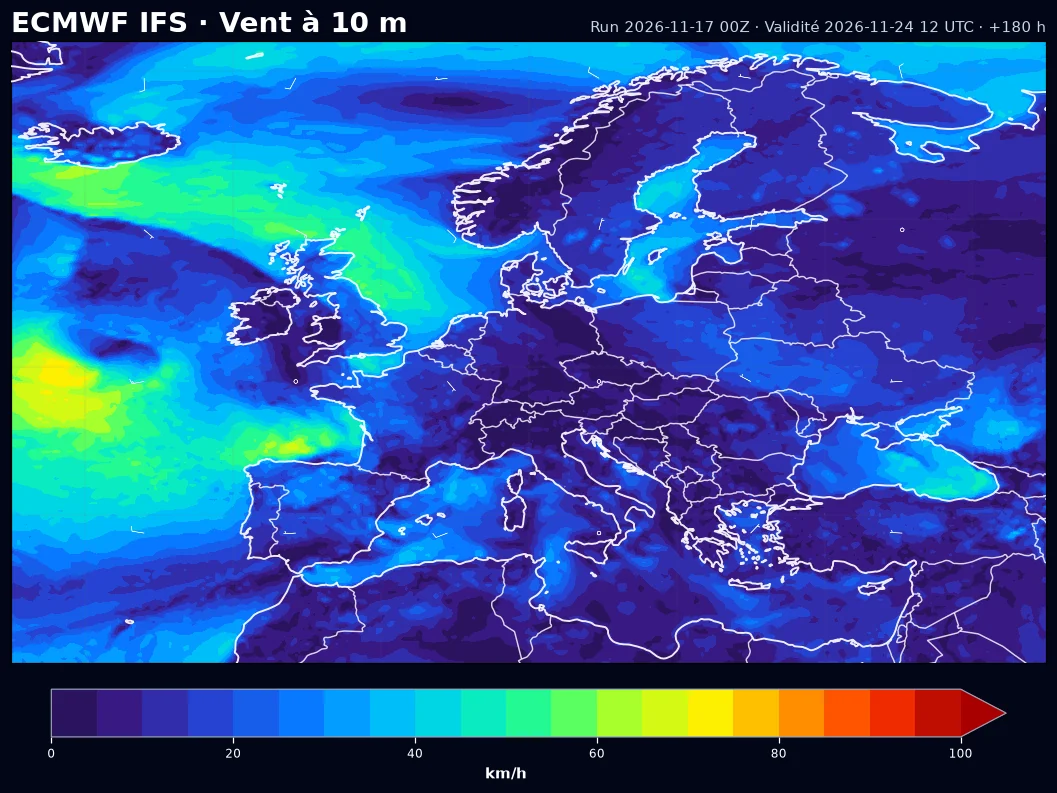 ECMWF IFS · Vent à 10 m
Run 2026-11-17 00Z · Validité 2026-11-24 12 UTC · +180 h
0 20 40 60 80 100
km/h